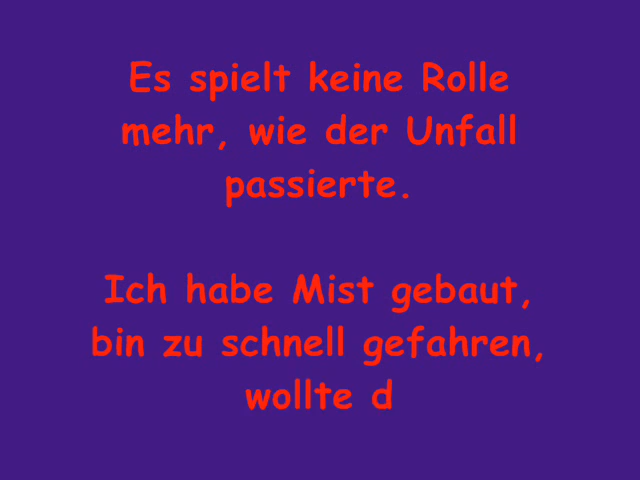 Es spielt keine Rolle
mehr, wie der Unfall
passierte.
Ich habe Mist gebaut,
bin zu schnell gefahren,
wollte d